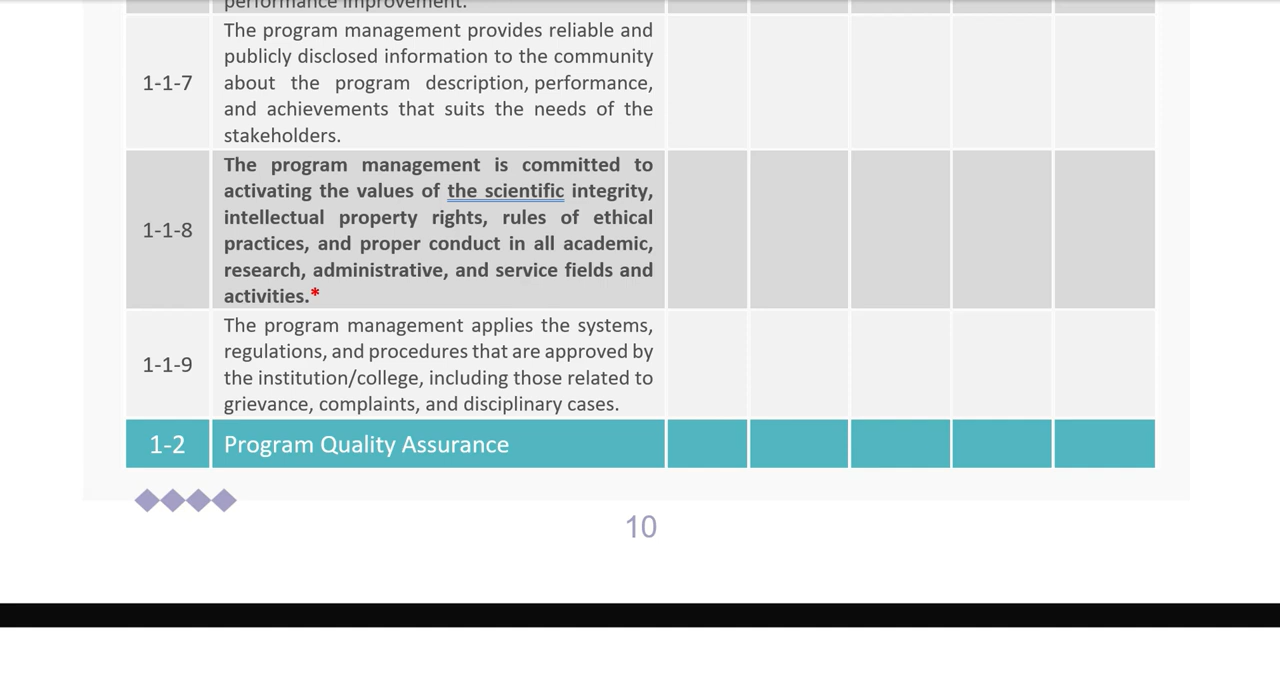 performance improvement.
1-1-7
The program management provides reliable and
publicly disclosed information to the community
about the program description, performance,
and achievements that suits the needs of the
stakeholders.
1-1-8
The program management is committed to
activating the values of the scientific integrity,
intellectual property rights, rules of ethical
practices, and proper conduct in all academic,
research, administrative, and service fields and
activities.*
1-1-9
The program management applies the systems,
regulations, and procedures that are approved by
the institution/college, including those related to
grievance, complaints, and disciplinary cases.
1-2 Program Quality Assurance
10